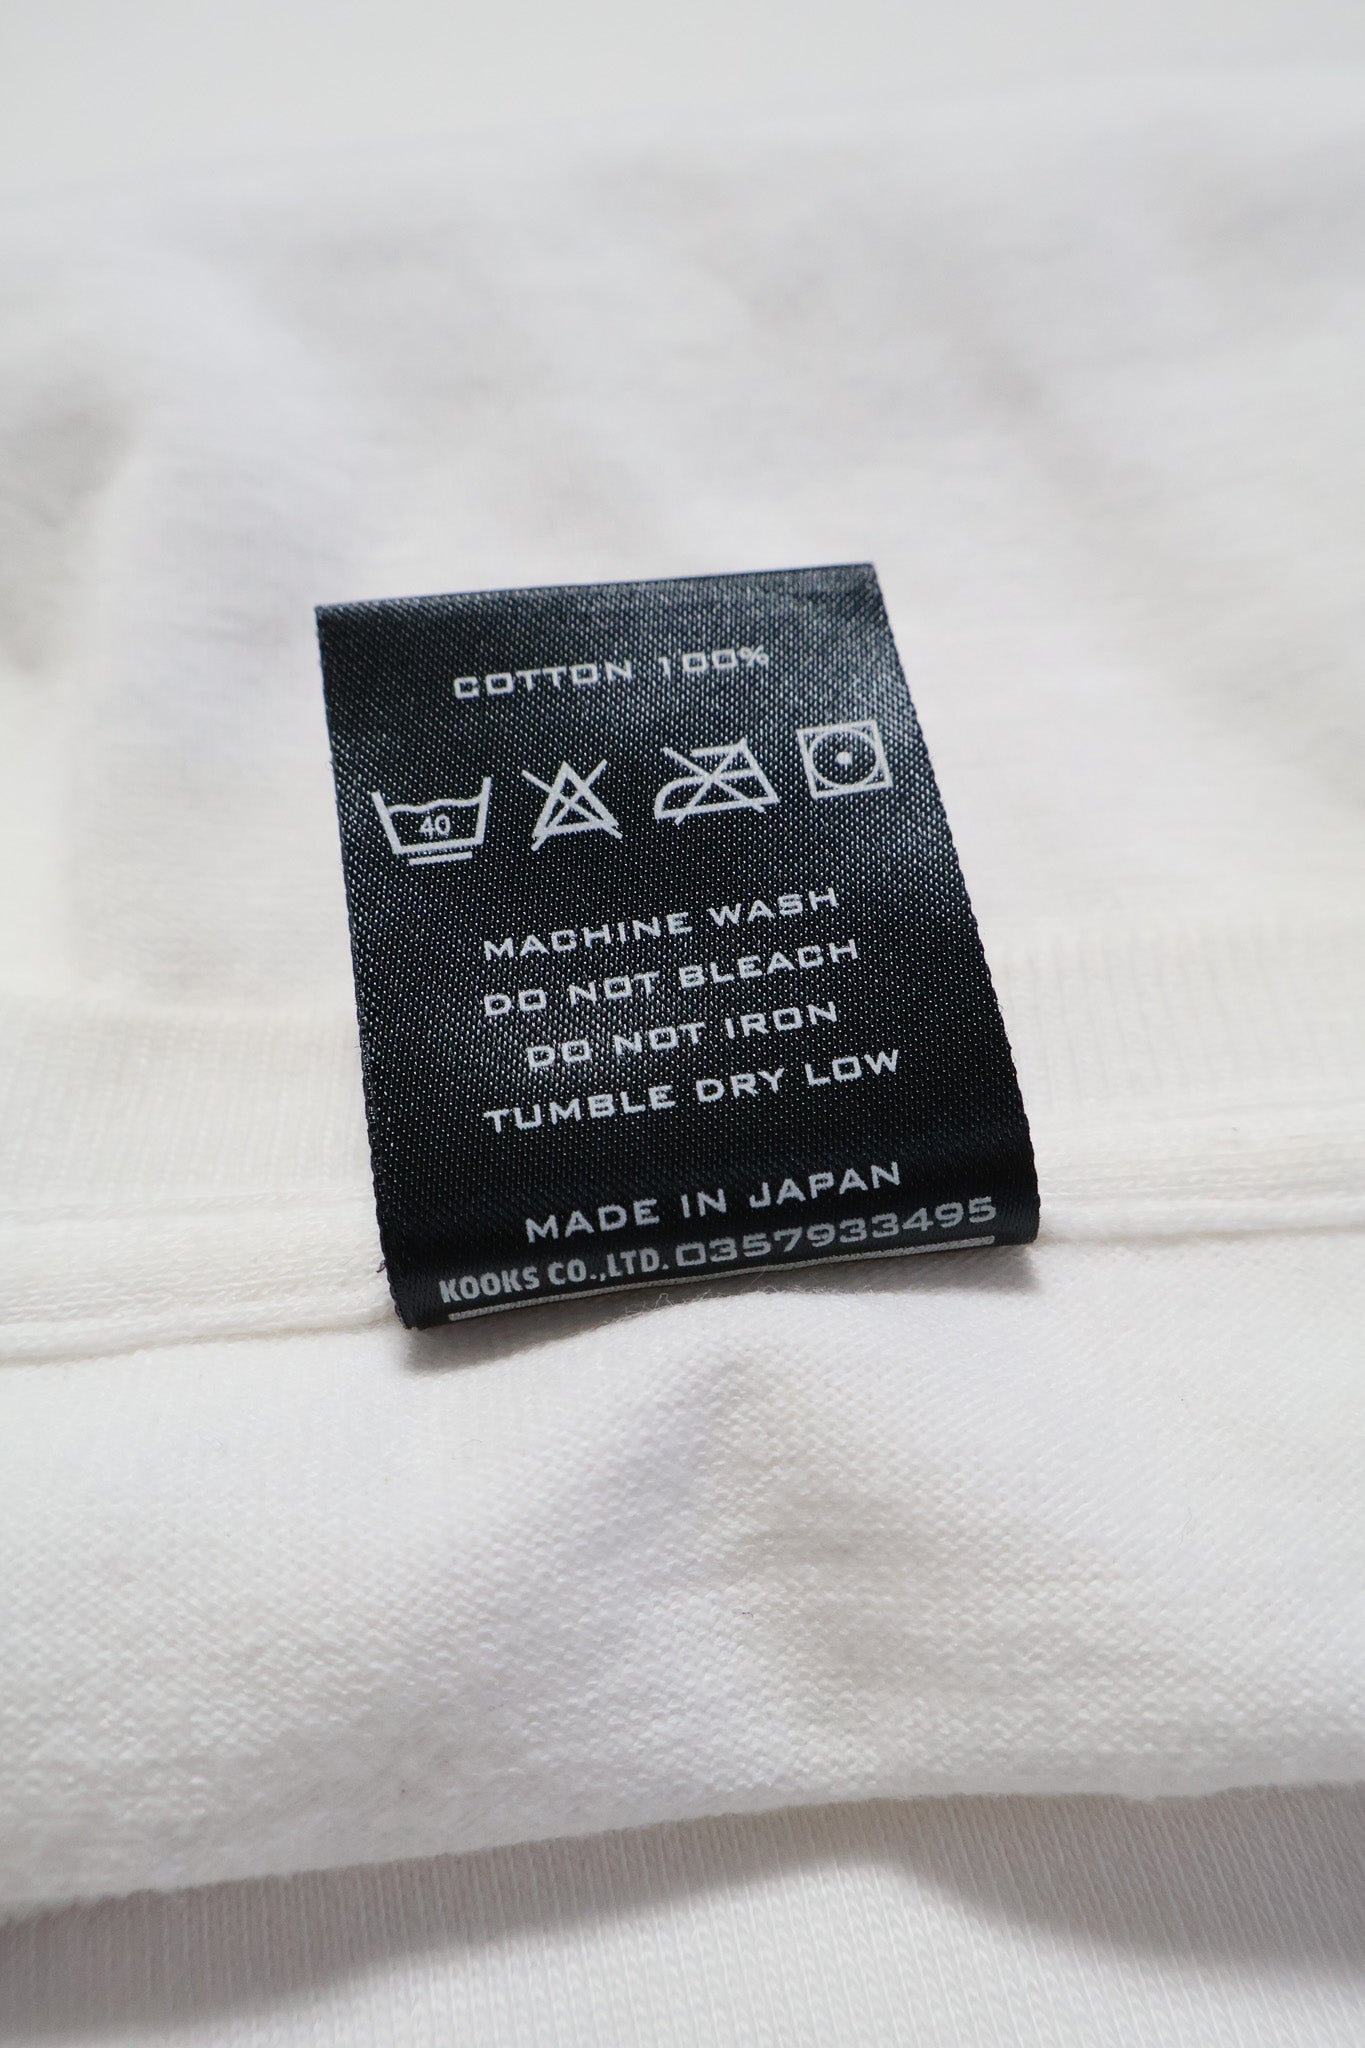 COTTON 100%
40
MACHINE WASH
DO NOT BLEACH
DO NOT IRON
TUMBLE DRY LOW
MADE IN JAPAN
KOOKS CO.,LTD. 0357933495